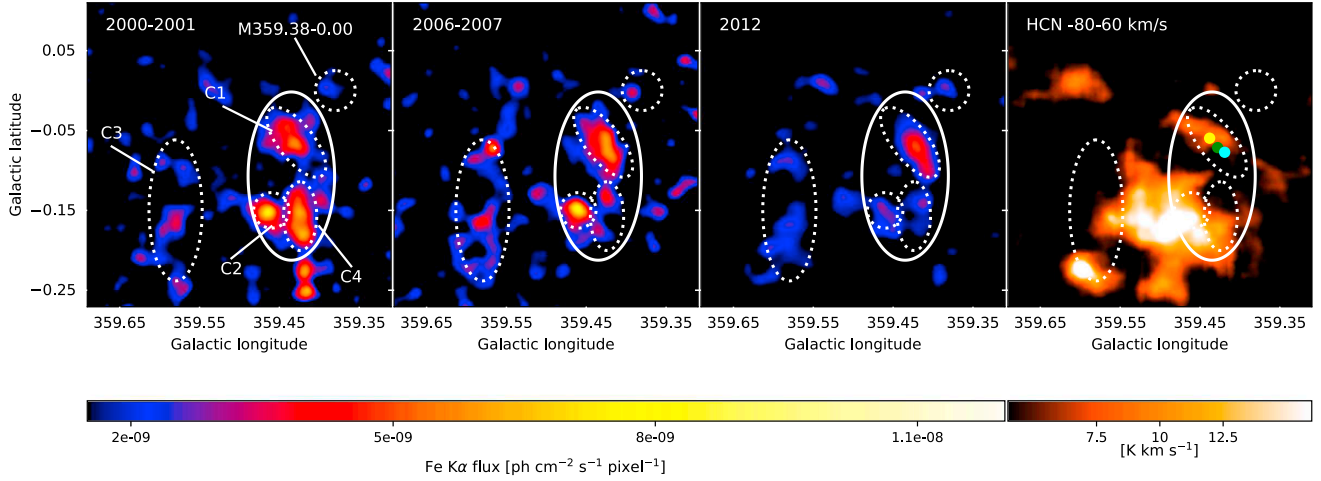 2000-2001
M359.38-0.00
2006-2007
2012
HCN -80-60 km/s
C1
C3
C2
C4
Galactic latitude
0.05
−0.05
−0.15
−0.25
359.65 359.55 359.45 359.35
359.65 359.55 359.45 359.35
359.65 359.55 359.45 359.35
359.65 359.55 359.45 359.35
Galactic longitude
Galactic longitude
Galactic longitude
Galactic longitude
2e-09 5e-09 8e-09 1.1e-08
7.5 10 12.5
Fe Kα flux [ph cm⁻² s⁻¹ pixel⁻¹]
[K km s⁻¹]